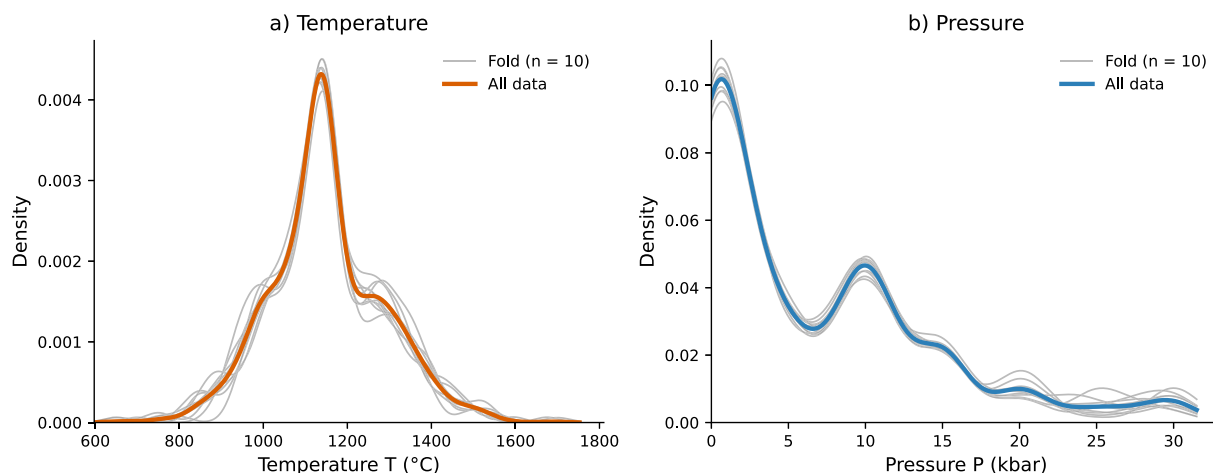 a) Temperature
Fold (n = 10)
All data
0.004
0.003
0.002
0.001
0.000
Density
600 800 1000 1200 1400 1600 1800
Temperature T (°C)
b) Pressure
Fold (n = 10)
All data
0.10
0.08
0.06
0.04
0.02
0.00
Density
0 5 10 15 20 25 30
Pressure P (kbar)